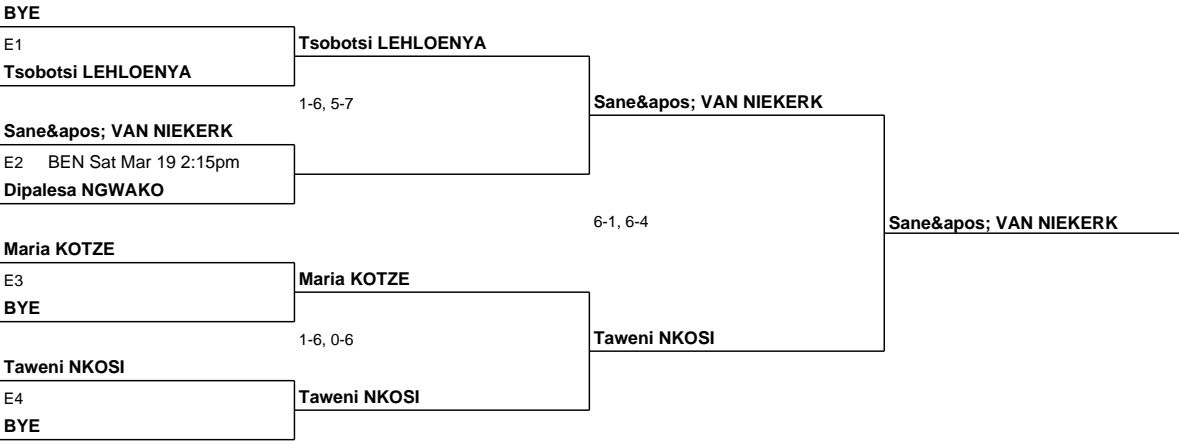 BYE
E1
Tsobotsi LEHLOENYA
Tsobotsi LEHLOENYA
1-6, 5-7
Sane&apos; VAN NIEKERK
Sane&apos; VAN NIEKERK
E2 BEN Sat Mar 19 2:15pm
Dipalesa NGWAKO
6-1, 6-4
Sane&apos; VAN NIEKERK
Maria KOTZE
E3
Maria KOTZE
BYE
1-6, 0-6
Taweni NKOSI
Taweni NKOSI
E4
Taweni NKOSI
BYE